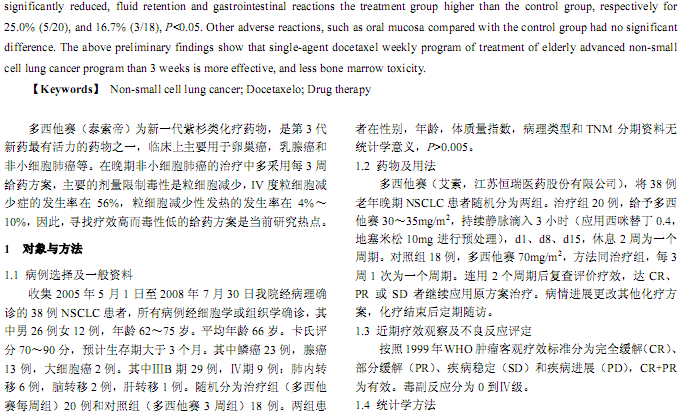 significantly reduced, fluid retention and gastrointestinal reactions the treatment group higher than the control group, respectively for
25.0% (5/20), and 16.7% (3/18), P<0.05. Other adverse reactions, such as oral mucosa compared with the control group had no significant
difference. The above preliminary findings show that single-agent docetaxel weekly program of treatment of elderly advanced non-small
cell lung cancer program than 3 weeks is more effective, and less bone marrow toxicity.
【Keywords】 Non-small cell lung cancer; Docetaxelo; Drug therapy
多西他赛（泰索帝）为新一代紫杉类化疗药物，是第 3 代
新药最有活力的药物之一，临床上主要用于卵巢癌，乳腺癌和
非小细胞肺癌等。在晚期非小细胞肺癌的治疗中多采用每 3 周
给药方案，主要的剂量限制毒性是粒细胞减少，IV 度粒细胞减
少症的发生率在 56%，粒细胞减少性发热的发生率在 4%～
10%，因此，寻找疗效高而毒性低的给药方案是当前研究热点。
1 对象与方法
1.1 病例选择及一般资料
收集 2005 年 5 月 1 日至 2008 年 7 月 30 日我院经病理确
诊的 38 例 NSCLC 患者，所有病例经细胞学或组织学确诊，其
中男 26 例女 12 例，年龄 62～75 岁。平均年龄 66 岁。卡氏评
分 70～90 分，预计生存期大于 3 个月。其中鳞癌 23 例，腺癌
13 例，大细胞癌 2 例。其中ⅢB 期 29 例，Ⅳ期 9 例；肺内转
移 6 例，脑转移 2 例，肝转移 1 例。随机分为治疗组（多西他
赛每周组）20 例和对照组（多西他赛 3 周组）18 例。两组患
者在性别，年龄，体质量指数，病理类型和 TNM 分期资料无
统计学意义，P>0.005。
1.2 药物及用法
多西他赛（艾素，江苏恒瑞医药股份有限公司），将 38 例
老年晚期 NSCLC 患者随机分为两组。治疗组 20 例，给予多西
他赛 30～35mg/m²，持续静脉滴入 3 小时（应用西咪替丁 0.4，
地塞米松 10mg 进行预处理），d1、d8、d15，休息 2 周为一个
周期。对照组 18 例，多西他赛 70mg/m²，方法同治疗组，每 3
周 1 次为一个周期。连用 2 个周期后复查评价疗效，达 CR、
PR 或 SD 者继续应用原方案治疗。病情进展更改其他化疗方
案，化疗结束后定期随访。
1.3 近期疗效观察及不良反应评定
按照 1999 年 WHO 肿瘤客观疗效标准分为完全缓解（CR）、
部分缓解（PR）、疾病稳定（SD）和疾病进展（PD），CR+PR
为有效。毒副反应分为 0 到Ⅳ级。
1.4 统计学方法